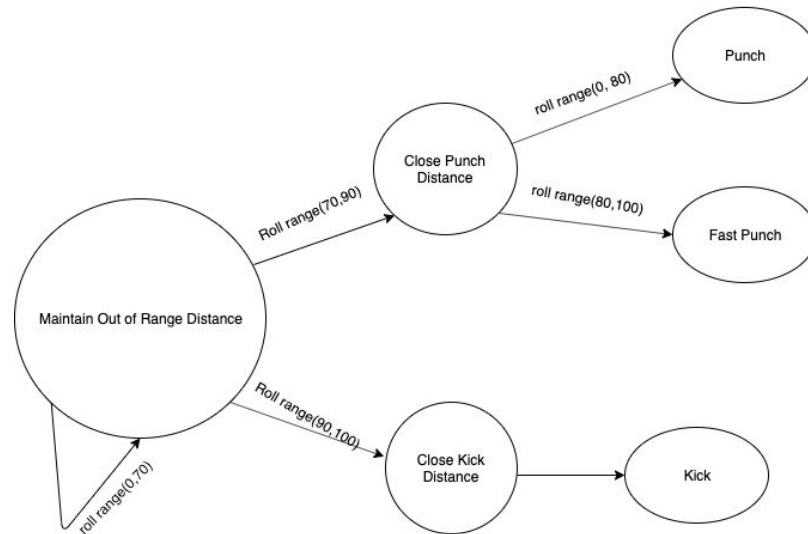 Punch
roll range(0, 80)
Close Punch
Distance
Roll range(70,90)
roll range(80,100)
Fast Punch
Maintain Out of Range Distance
Roll range(90,100)
roll range(0,70)
Close Kick
Distance
Kick